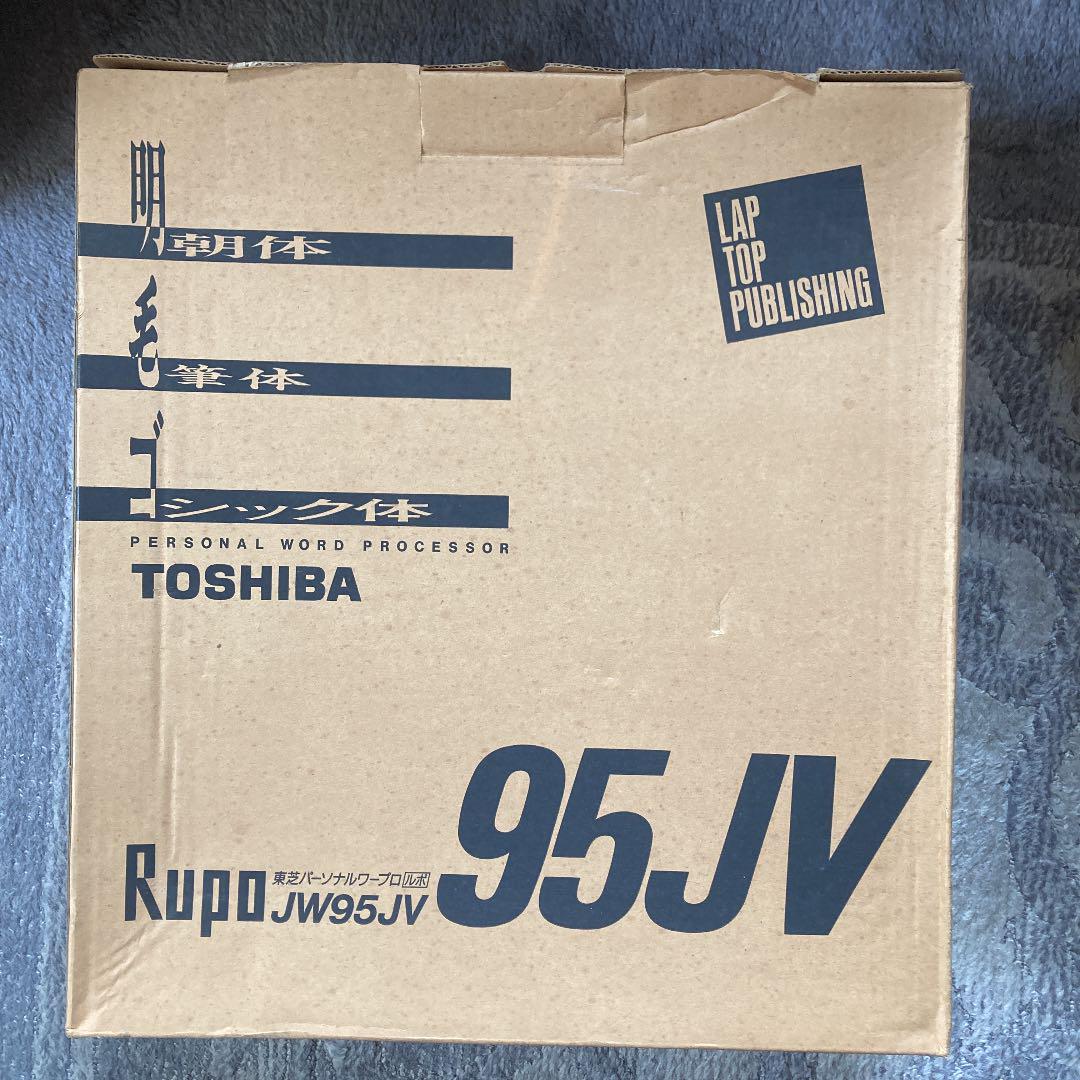 明朝体
毛筆体
ゴシック体
PERSONAL WORD PROCESSOR
TOSHIBA
LAP
TOP
PUBLISHING
95JV
Rupo
東芝パーソナルワープロ ルポ
JW95JV